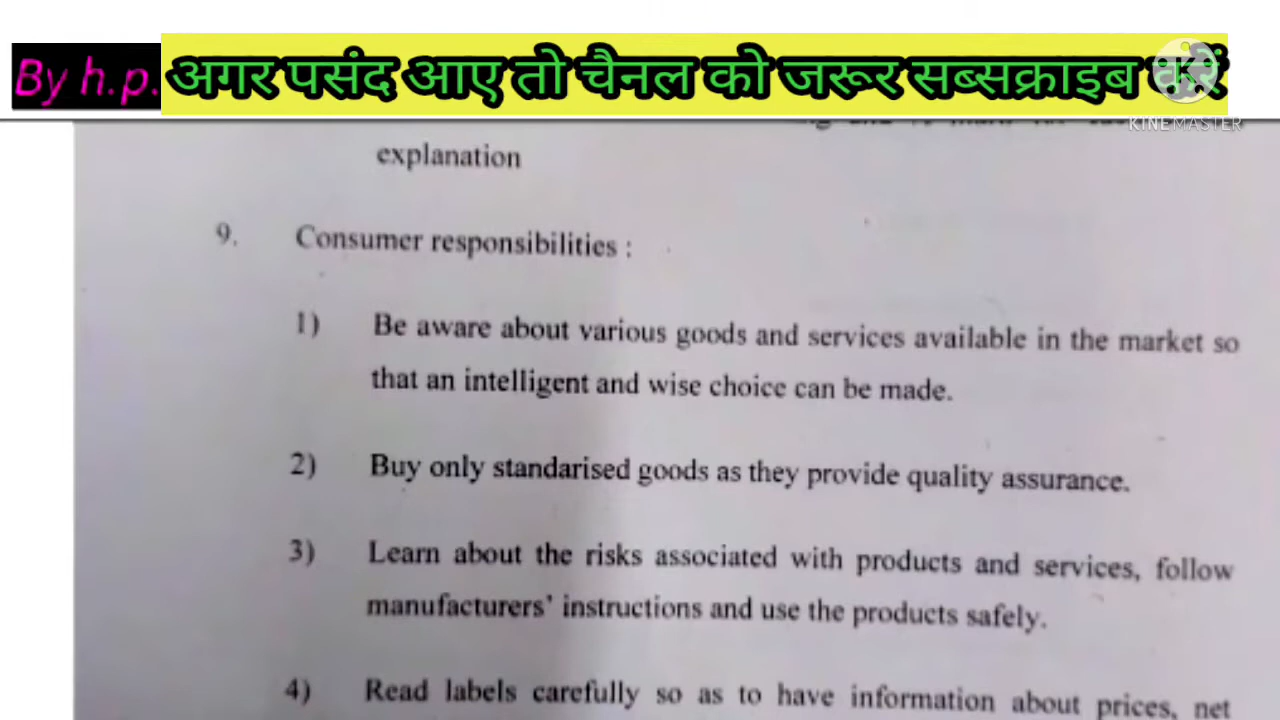 By h.p. अगर पसंद आए तो चैनल को जरूर सब्सक्राइब करें
KINEMASTER
explanation
9. Consumer responsibilities :
1) Be aware about various goods and services available in the market so
that an intelligent and wise choice can be made.
2) Buy only standarised goods as they provide quality assurance.
3) Learn about the risks associated with products and services, follow
manufacturers' instructions and use the products safely.
4) Read labels carefully so as to have information about prices, net